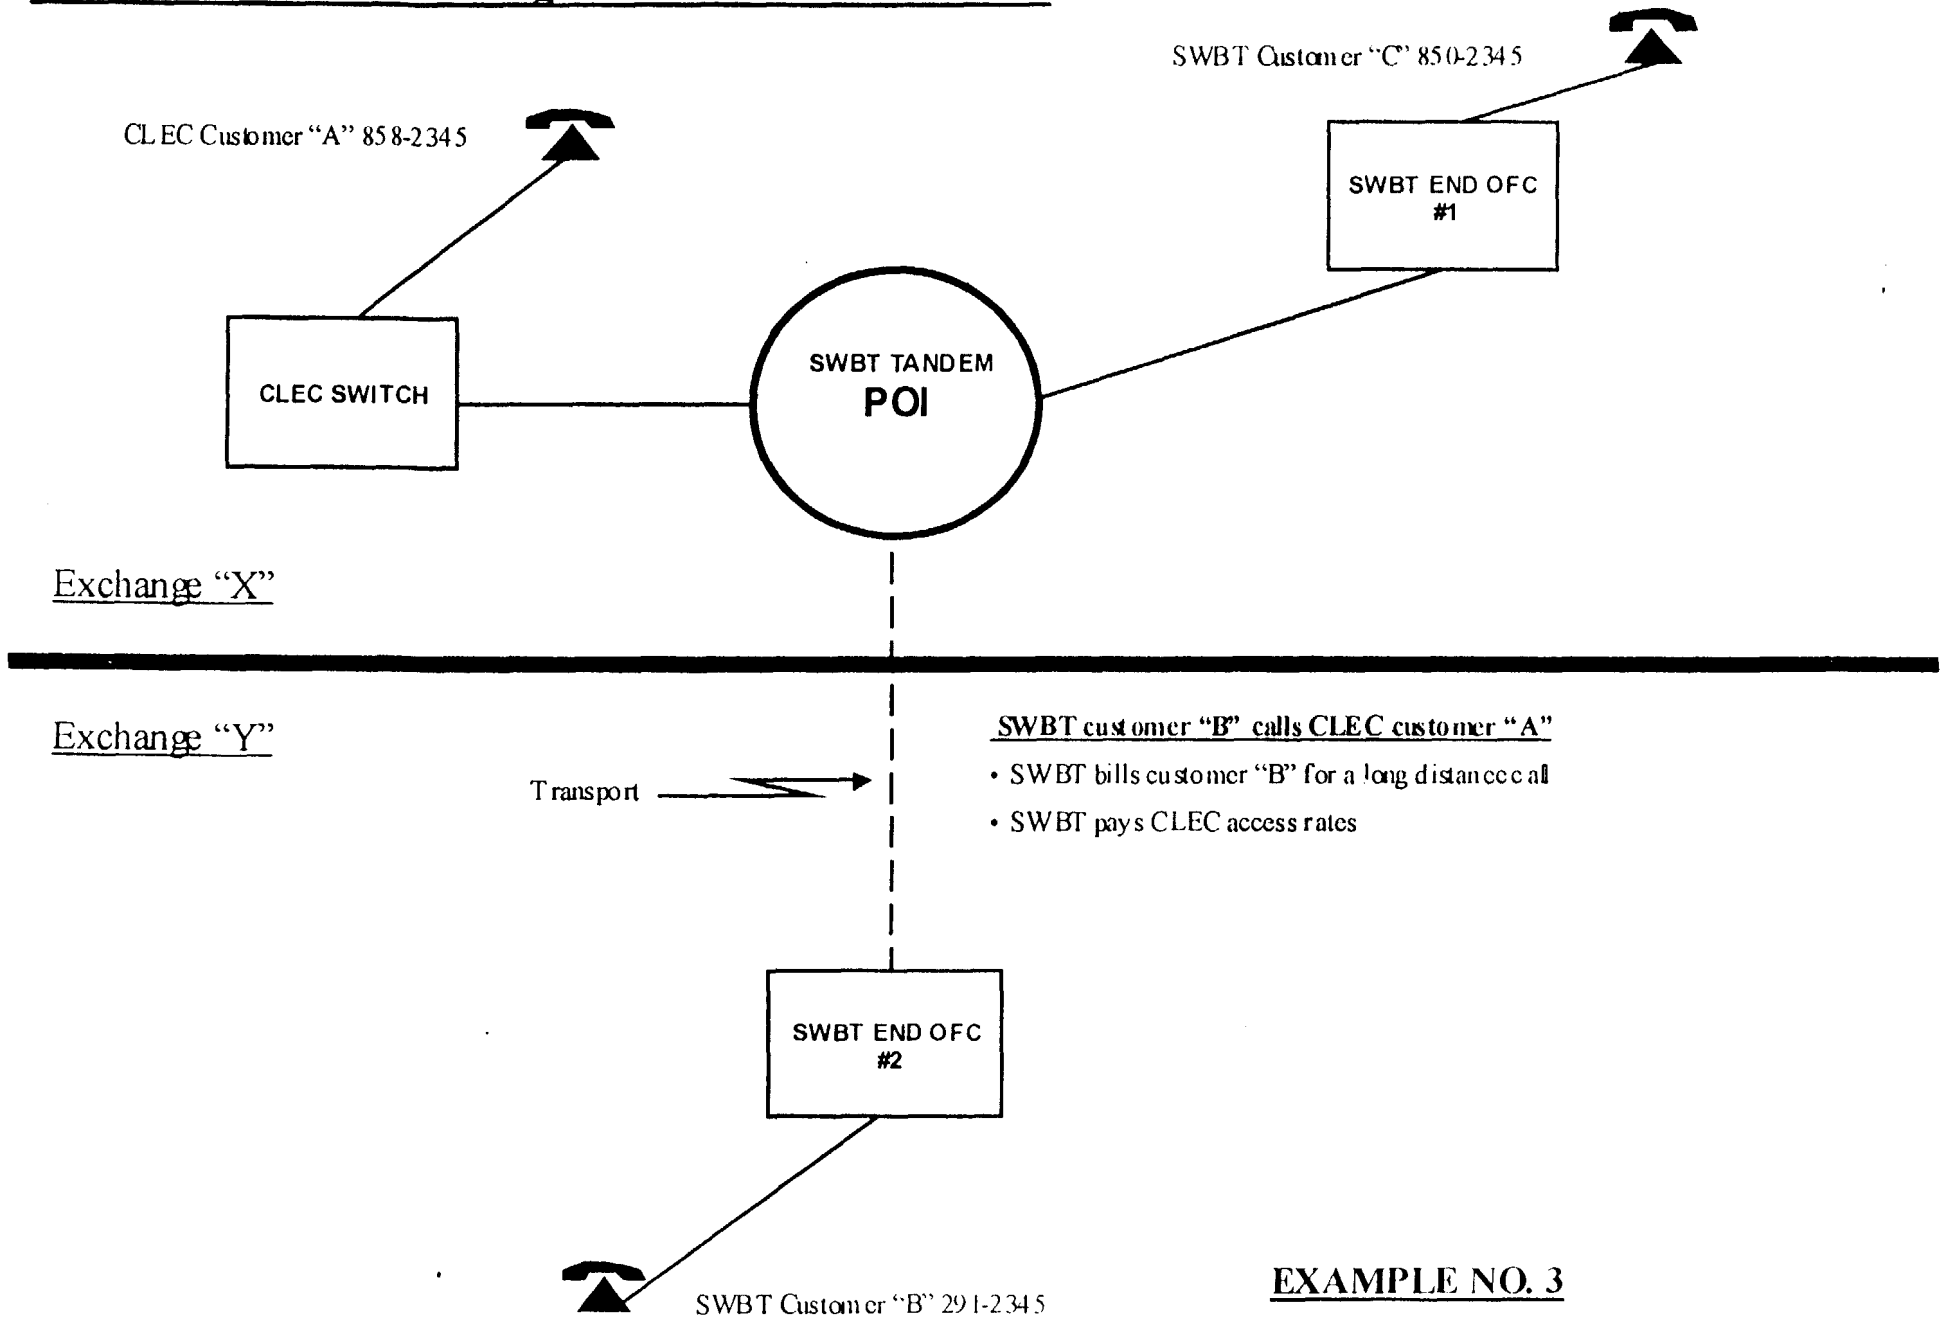 SWBT Customer “C” 850-2345
CLEC Customer “A” 858-2345
SWBT END OFC
#1
SWBT TANDEM
POI
CLEC SWITCH
Exchange “X”
Exchange “Y”
SWBT customer “B” calls CLEC customer “A”
• SWBT bills customer “B” for a long distance call
Transport
• SWBT pays CLEC access rates
SWBT END OFC
#2
EXAMPLE NO. 3
SWBT Customer “B” 291-2345